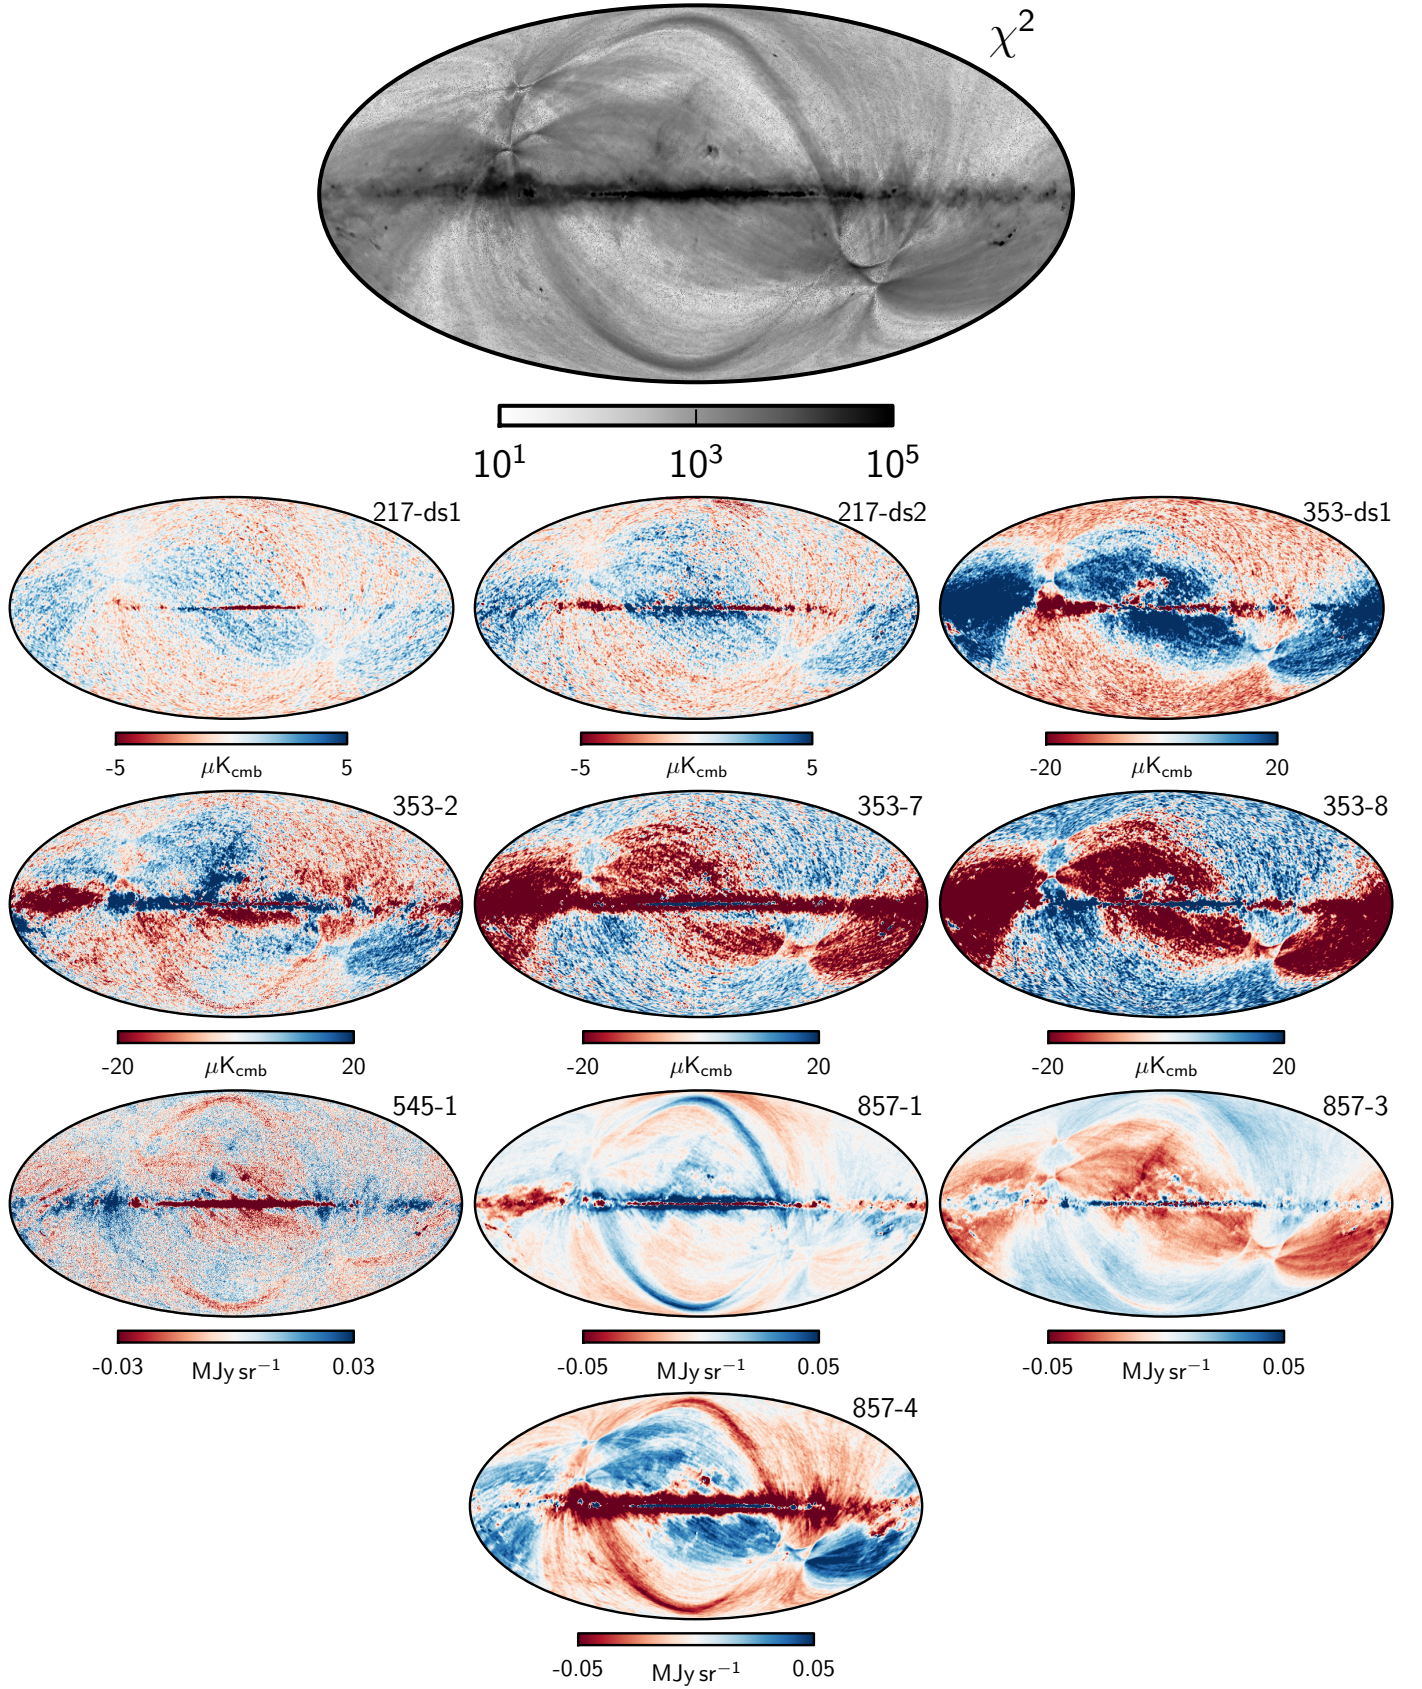 χ²
10¹ 10³ 10⁵
217-ds1 217-ds2 353-ds1
-5 μK_cmb 5 -5 μK_cmb 5 -20 μK_cmb 20
353-2 353-7 353-8
-20 μK_cmb 20 -20 μK_cmb 20 -20 μK_cmb 20
545-1 857-1 857-3
-0.03 MJy sr⁻¹ 0.03 -0.05 MJy sr⁻¹ 0.05 -0.05 MJy sr⁻¹ 0.05
857-4
-0.05 MJy sr⁻¹ 0.05